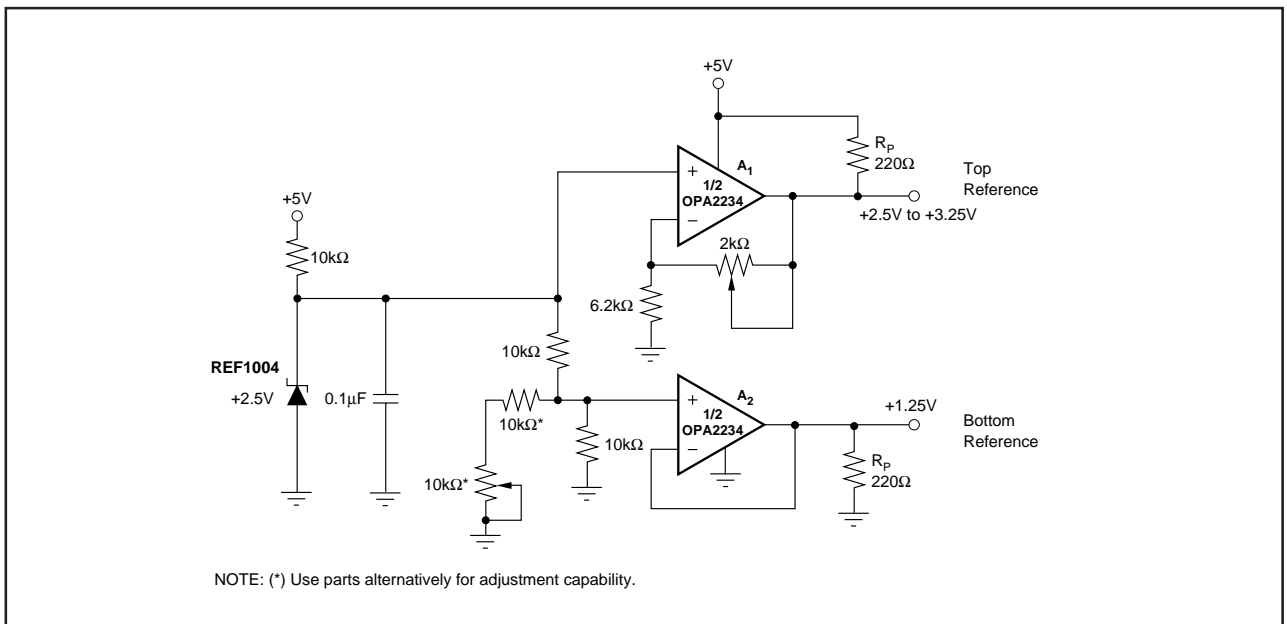 +5V
A₁
R_P
220Ω
Top
Reference
+
1/2
OPA2234
−
+2.5V to +3.25V
+5V
10kΩ
2kΩ
6.2kΩ
10kΩ
REF1004
+2.5V
0.1µF
A₂
+
1/2
OPA2234
−
+1.25V
Bottom
Reference
10kΩ*
10kΩ
R_P
220Ω
10kΩ*
NOTE: (*) Use parts alternatively for adjustment capability.